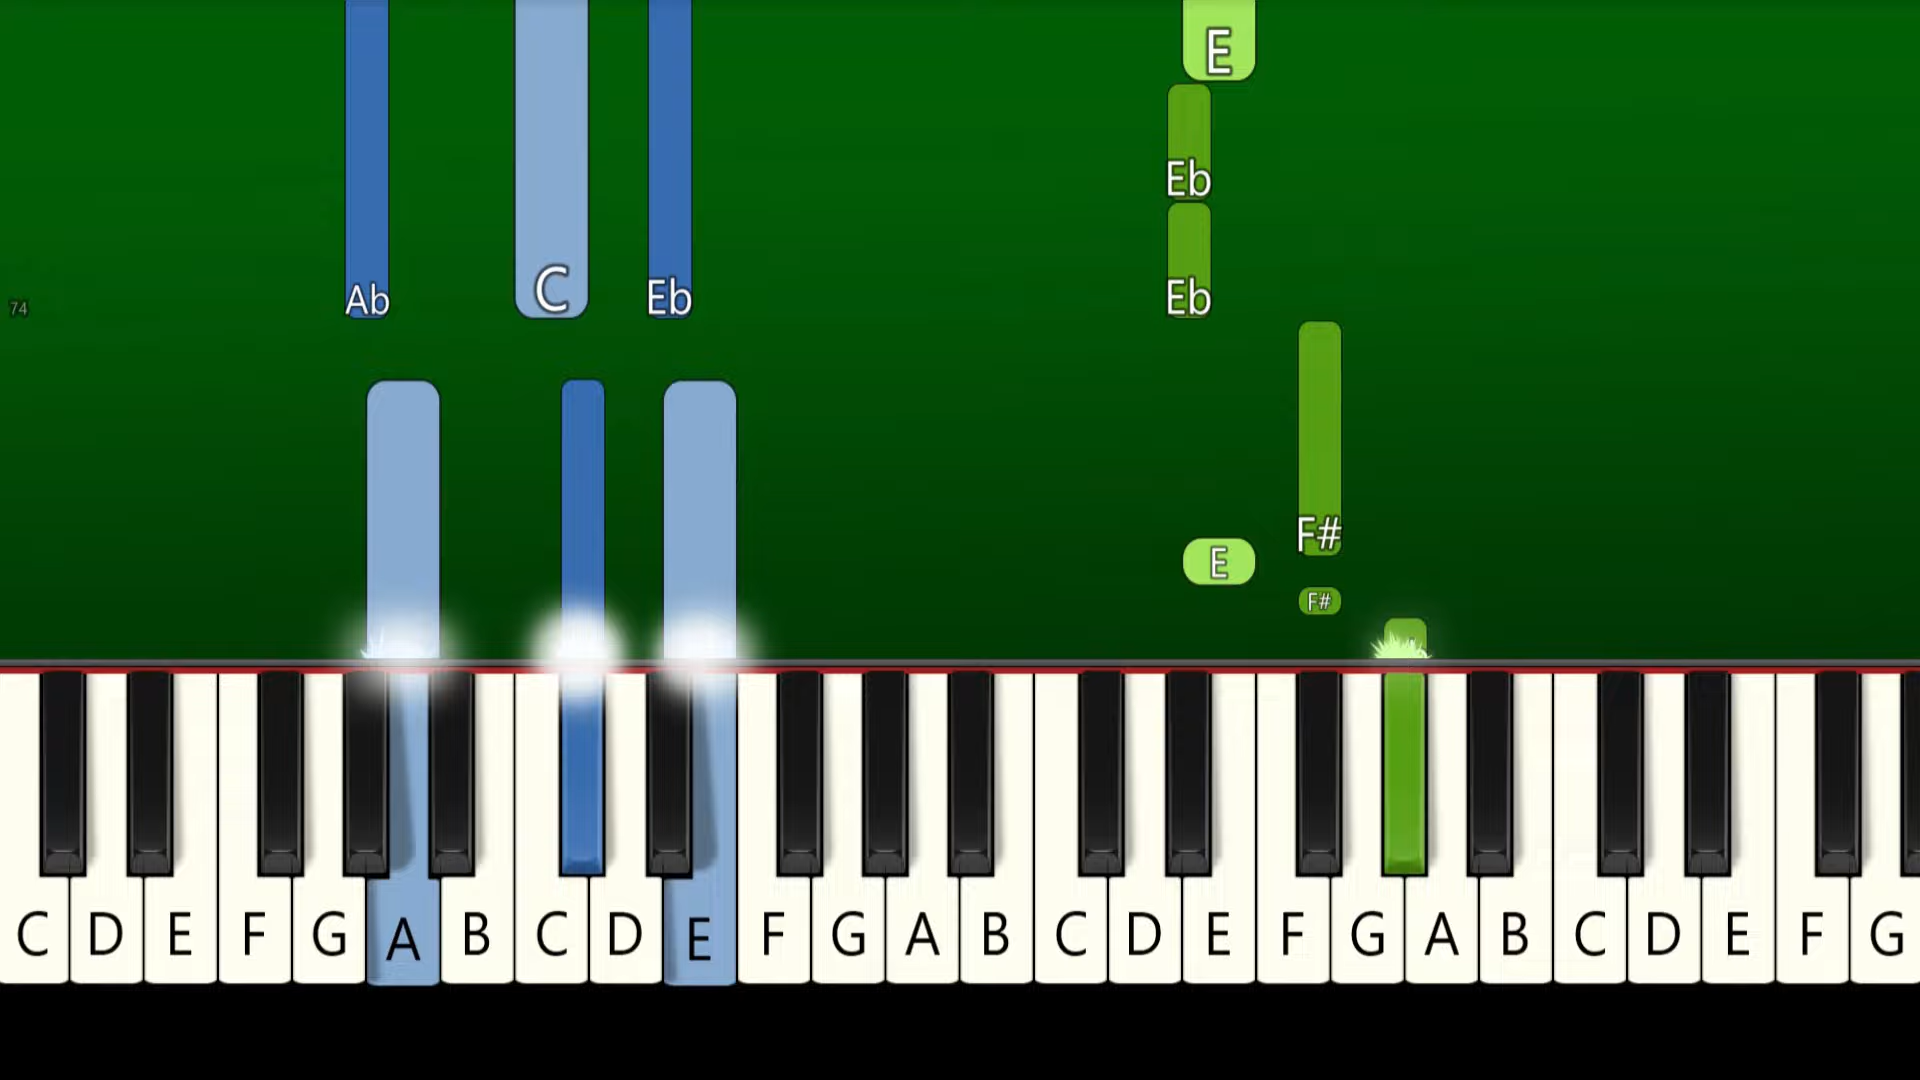 E
Eb
Ab C Eb Eb
74
F#
E
F#
C D E F G A B C D E F G A B C D E F G A B C D E F G